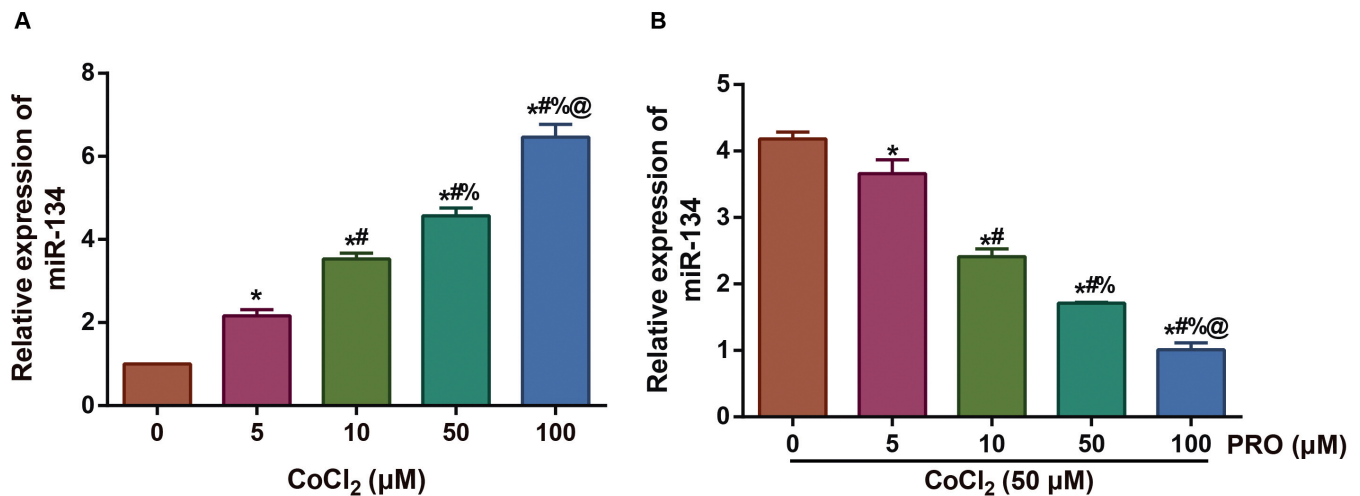 A
Relative expression of
miR-134
8
6
4
2
0
*
*#
*#%
*#%@
0 5 10 50 100
CoCl₂ (µM)
B
Relative expression of
miR-134
5
4
3
2
1
0
*
*#
*#%
*#%@
0 5 10 50 100 PRO (µM)
CoCl₂ (50 µM)